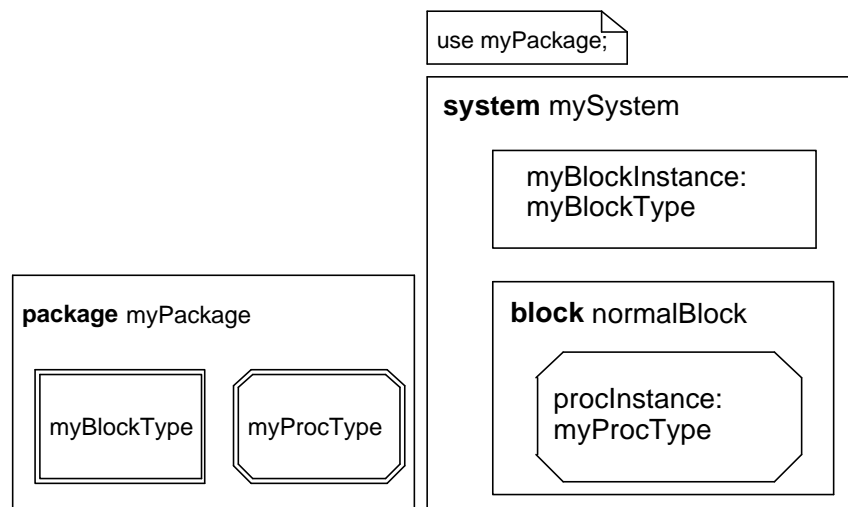 use myPackage;
system mySystem
myBlockInstance:
myBlockType
package myPackage
myBlockType
myProcType
block normalBlock
procInstance:
myProcType